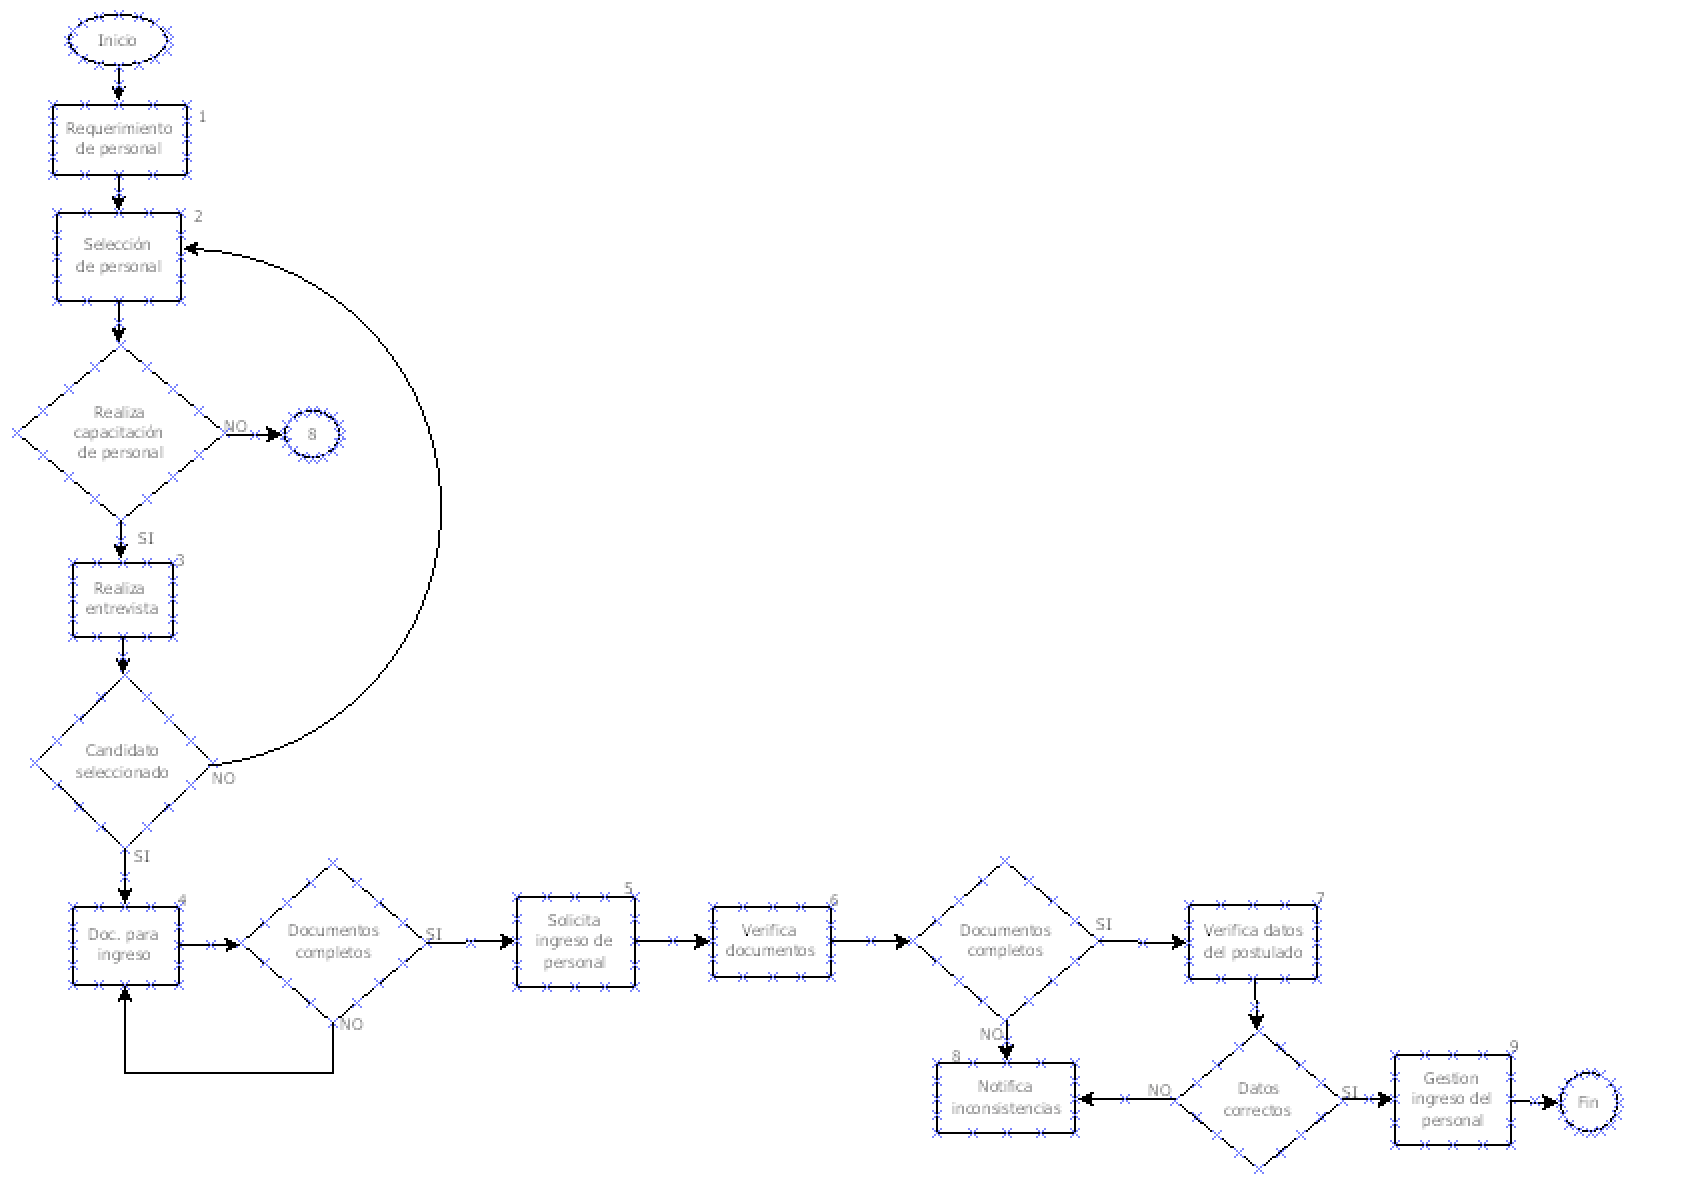 Inicio
1
Requerimiento
de personal
2
Selección
de personal
Realiza
capacitación
de personal
NO
8
SI
3
Realiza
entrevista
Candidato
seleccionado
NO
SI
4
Doc. para
ingreso
Documentos
completos
SI
NO
5
Solicita
ingreso de
personal
6
Verifica
documentos
Documentos
completos
SI
NO
7
Verifica datos
del postulado
8
Notifica
inconsistencias
NO
Datos
correctos
SI
9
Gestion
ingreso del
personal
Fin